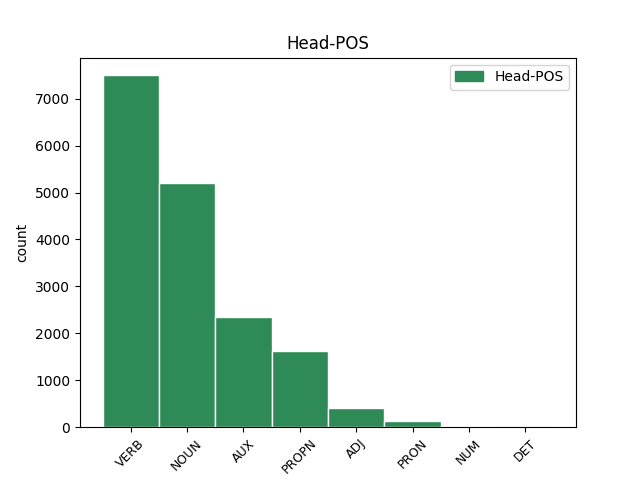 Head-POS
Head-POS
count
7000
6000
5000
4000
3000
2000
1000
0
VERB
NOUN
AUX
PROPN
ADJ
PRON
NUM
DET